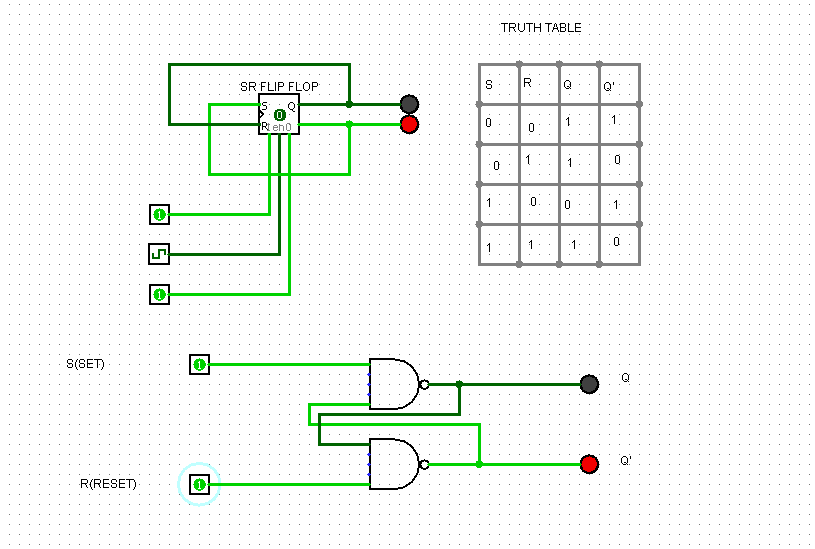 TRUTH TABLE
SR FLIP FLOP
S Q
0
R en0
S R Q Q'
0 0 1 1
0 1 1 0
1 0 0 1
1 1 1 0
1
1
S(SET) 1 Q
R(RESET) 1 Q'